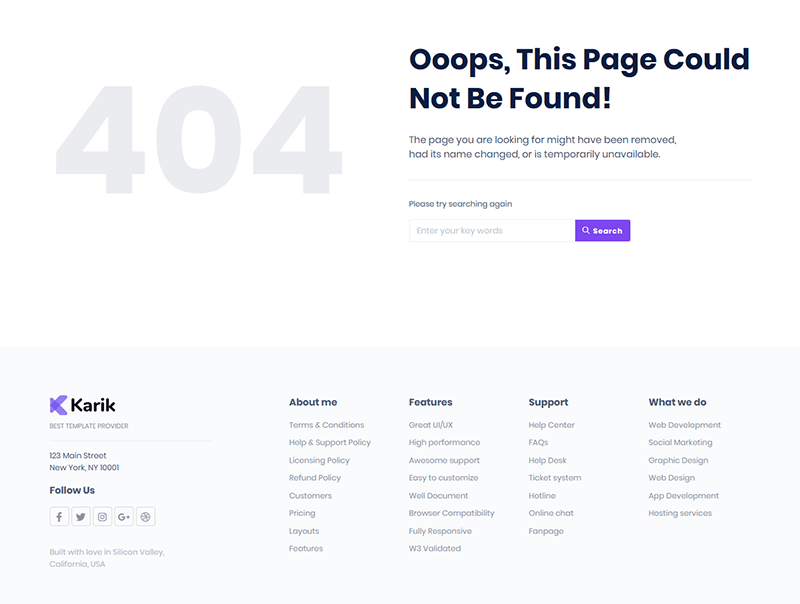 404
Ooops, This Page Could
Not Be Found!
The page you are looking for might have been removed,
had its name changed, or is temporarily unavailable.
Please try searching again
Enter your key words
Search
Karik
BEST TEMPLATE PROVIDER
123 Main Street
New York, NY 10001
Follow Us
G+
Built with love in Silicon Valley,
California, USA
About me
Terms & Conditions
Help & Support Policy
Licensing Policy
Refund Policy
Customers
Pricing
Layouts
Features
Features
Great UI/UX
High performance
Awesome support
Easy to customize
Well Document
Browser Compatibility
Fully Responsive
W3 Validated
Support
Help Center
FAQs
Help Desk
Ticket system
Hotline
Online chat
Fanpage
What we do
Web Development
Social Marketing
Graphic Design
Web Design
App Development
Hosting services